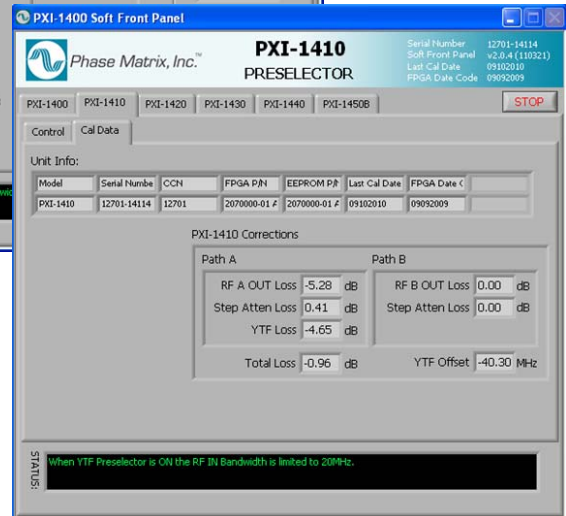 PXI-1400 Soft Front Panel
Phase Matrix, Inc.™
PXI-1410
PRESELECTOR
Serial Number 12701-14114
Soft Front Panel v2.0.4 (110321)
Last Cal Date 09102010
FPGA Date Code 09092009
PXI-1400 PXI-1410 PXI-1420 PXI-1430 PXI-1440 PXI-1450B STOP
Control Cal Data
Unit Info:
Model Serial Numbe CCN FPGA P/N EEPROM P/ Last Cal Date FPGA Date C
PXI-1410 12701-14114 12701 2070000-01 2070000-01 09102010 09092009
PXI-1410 Corrections
Path A Path B
RF A OUT Loss -5.28 dB RF B OUT Loss 0.00 dB
Step Atten Loss 0.41 dB Step Atten Loss 0.00 dB
YTF Loss -4.65 dB
Total Loss -0.96 dB YTF Offset -40.30 MHz
STATUS:
When YTF Preselector is ON the RF IN Bandwidth is limited to 20MHz.